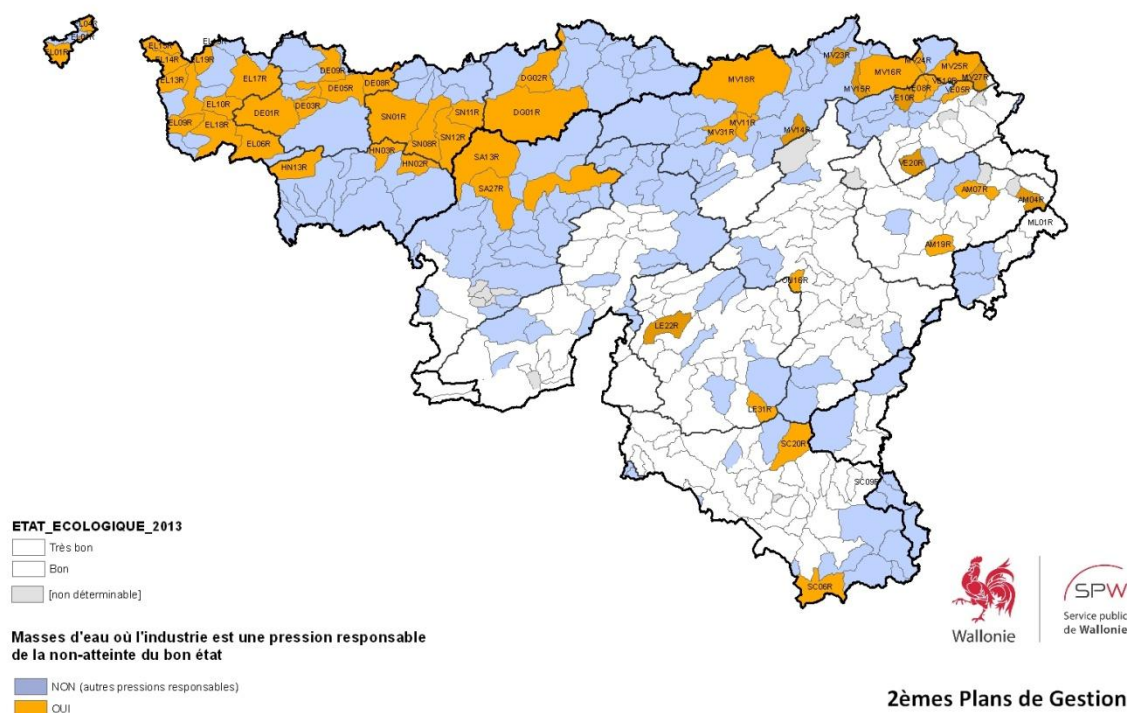 EL01R
EL15R
EL14R
EL19R
EL13R
EL17R
EL10R
EL09R
EL18R
EL06R
DE09R
DE08R
DE05R
DE03R
DE01R
HN13R
HN03R
HN02R
SN01R
SN11R
SN12R
SN08R
DG02R
DG01R
SA13R
SA27R
MV18R
MV11R
MV31R
MV14R
MV23R
MV16R
MV15R
MV24R
MV25R
MV27R
VE08R
VE10R
VE05R
VE20R
AM07R
AM04R
ML01R
AM19R
LE22R
LE31R
SC20R
SC06R
ETAT_ECOLOGIQUE_2013
Très bon
Bon
[non déterminable]
Masses d'eau où l'industrie est une pression responsable
de la non-atteinte du bon état
NON (autres pressions responsables)
OUI
Wallonie
SPW
Service public
de Wallonie
2èmes Plans de Gestion